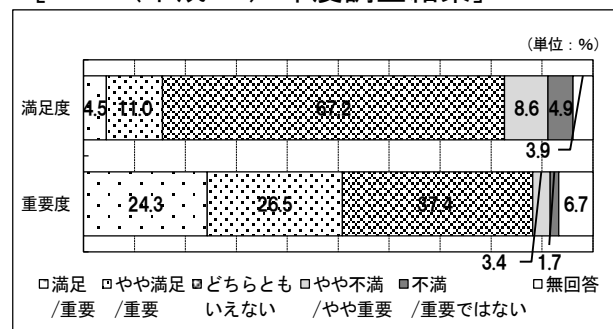 (単位:%)
満足度
4.5 11.0 67.2 8.6 4.9
3.9
重要度
24.3 26.5 37.4 6.7
3.4 1.7
満足 やや満足 どちらとも やや不満 不満 無回答
/重要 /重要 いえない /やや重要 /重要ではない